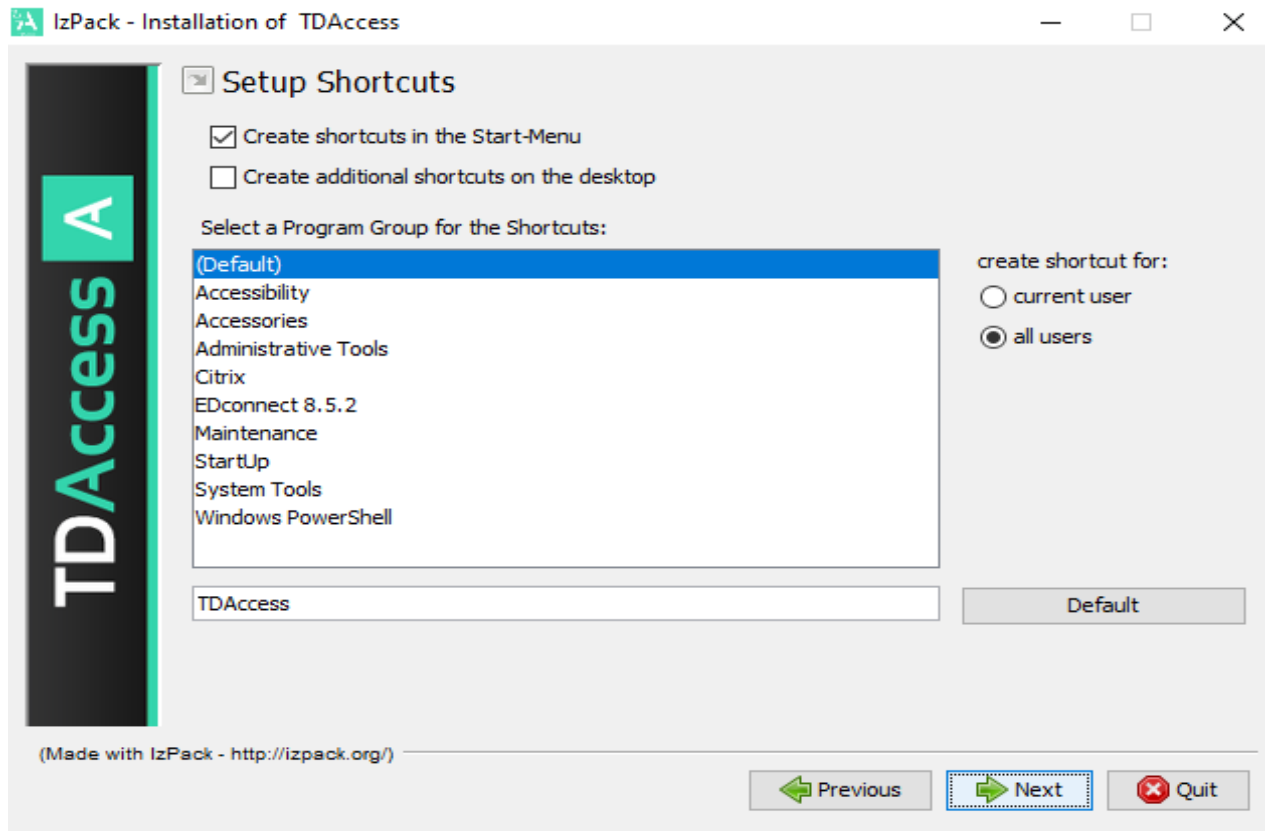 IzPack - Installation of  TDAccess
TDAccess A
Setup Shortcuts
Create shortcuts in the Start-Menu
Create additional shortcuts on the desktop
Select a Program Group for the Shortcuts:
(Default)
Accessibility
Accessories
Administrative Tools
Citrix
EDconnect 8.5.2
Maintenance
StartUp
System Tools
Windows PowerShell
create shortcut for:
current user
all users
TDAccess
Default
(Made with IzPack - http://izpack.org/)
Previous
Next
Quit